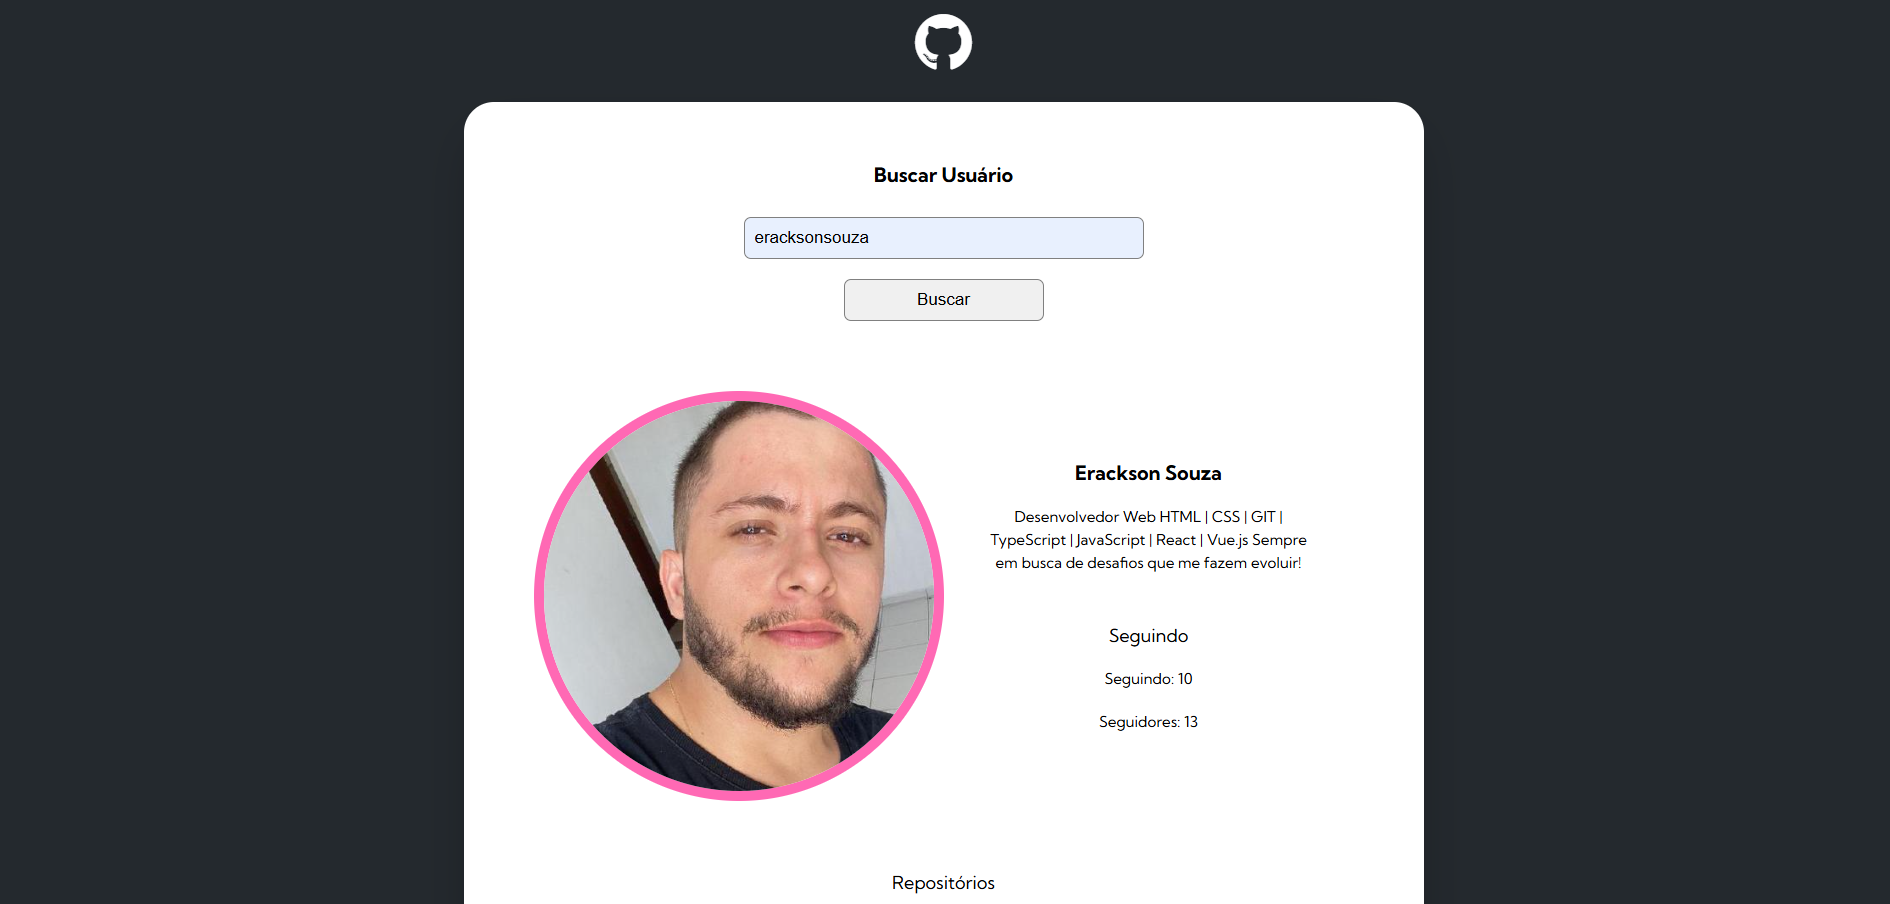 Buscar Usuário
eracksonsouza
Buscar
Erackson Souza
Desenvolvedor Web HTML | CSS | GIT |
TypeScript | JavaScript | React | Vue.js Sempre
em busca de desafios que me fazem evoluir!
Seguindo
Seguindo: 10
Seguidores: 13
Repositórios